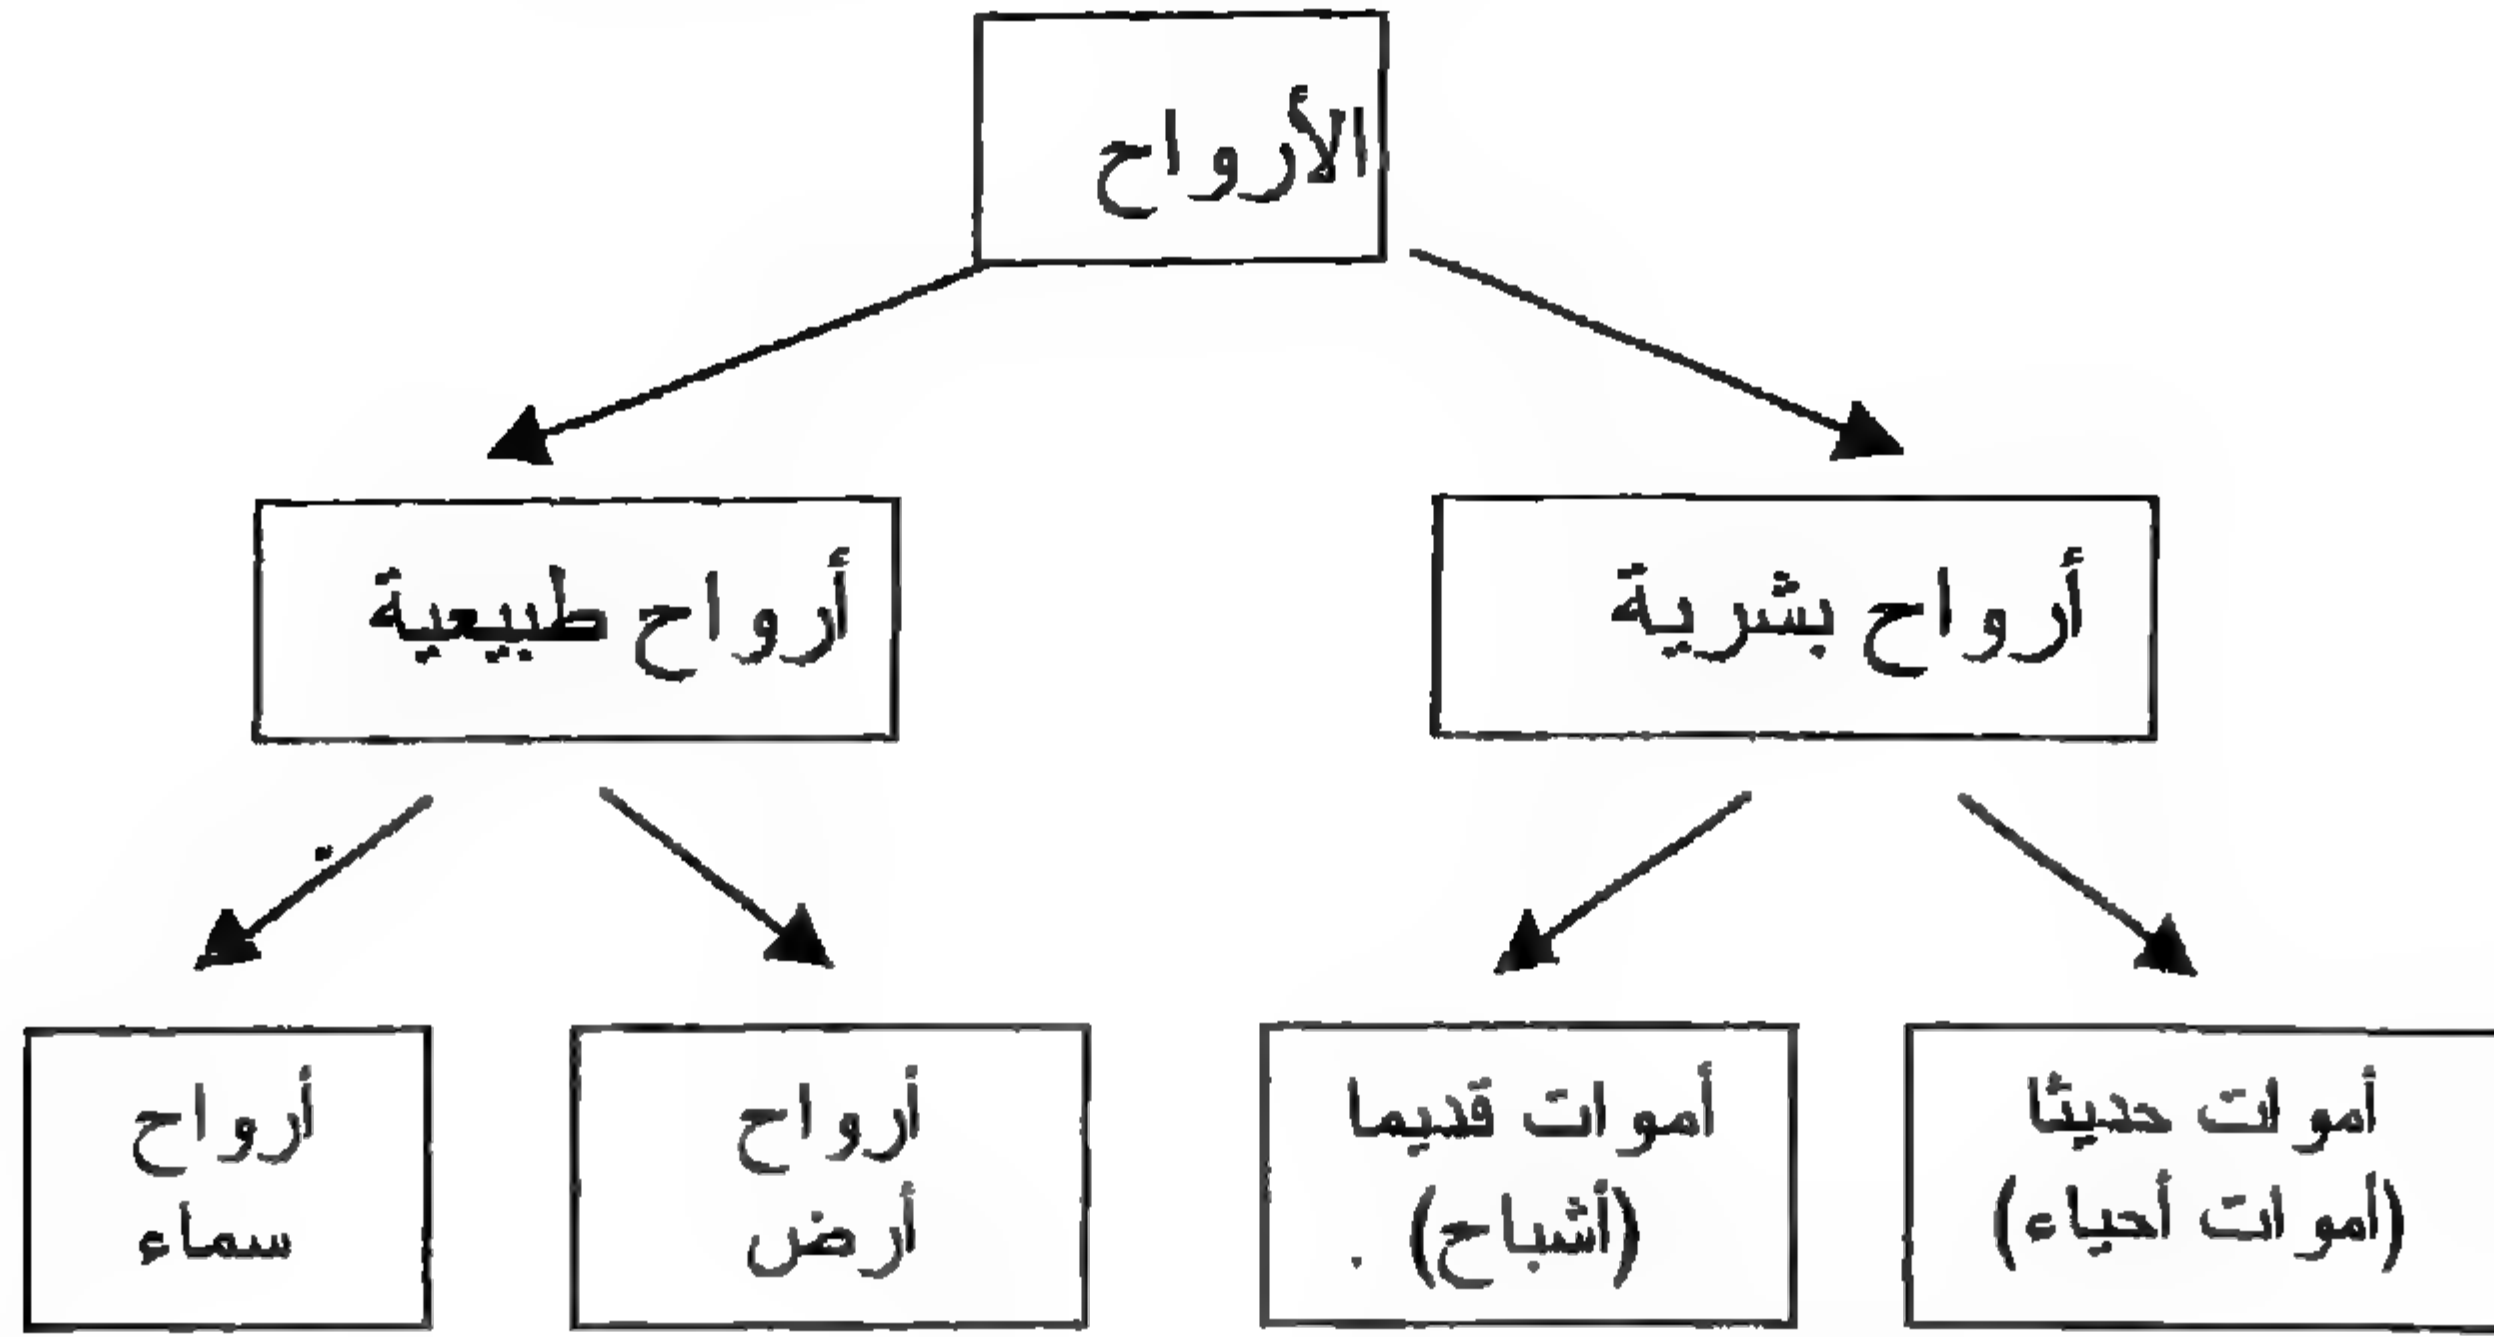 الأرواح
أرواح بشرية
أرواح طبيعية
أموات حديثا
(أموات أحياء)
أموات قديما
(أشباح)
أرواح
أرض
أرواح
سماء